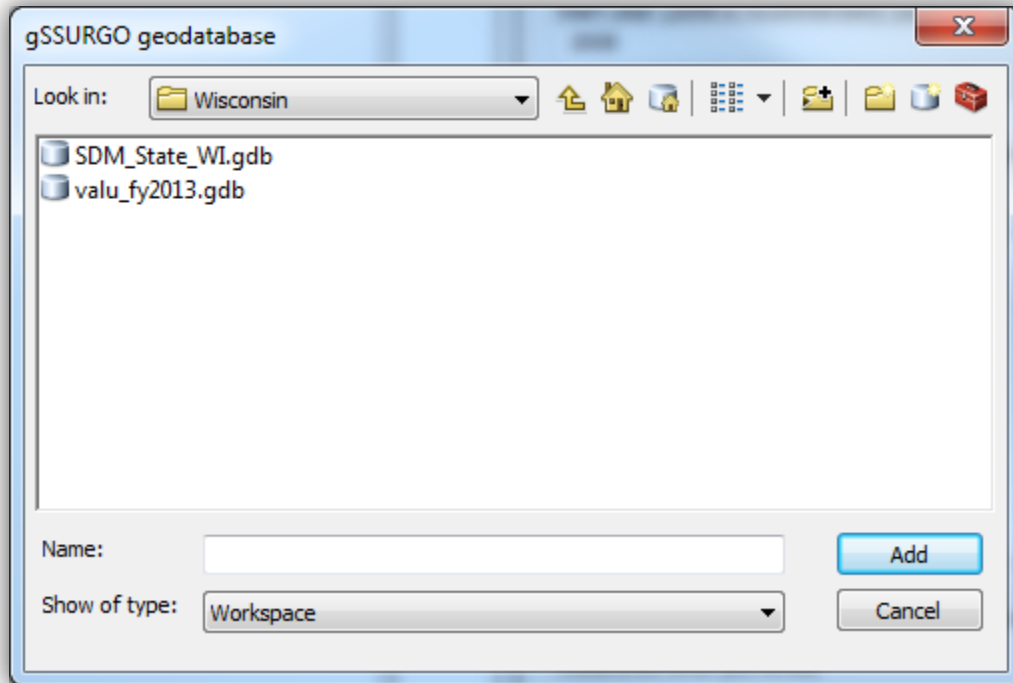 gSSURGO geodatabase
Look in: Wisconsin
SDM_State_WI.gdb
valu_fy2013.gdb
Name:
Add
Show of type: Workspace
Cancel